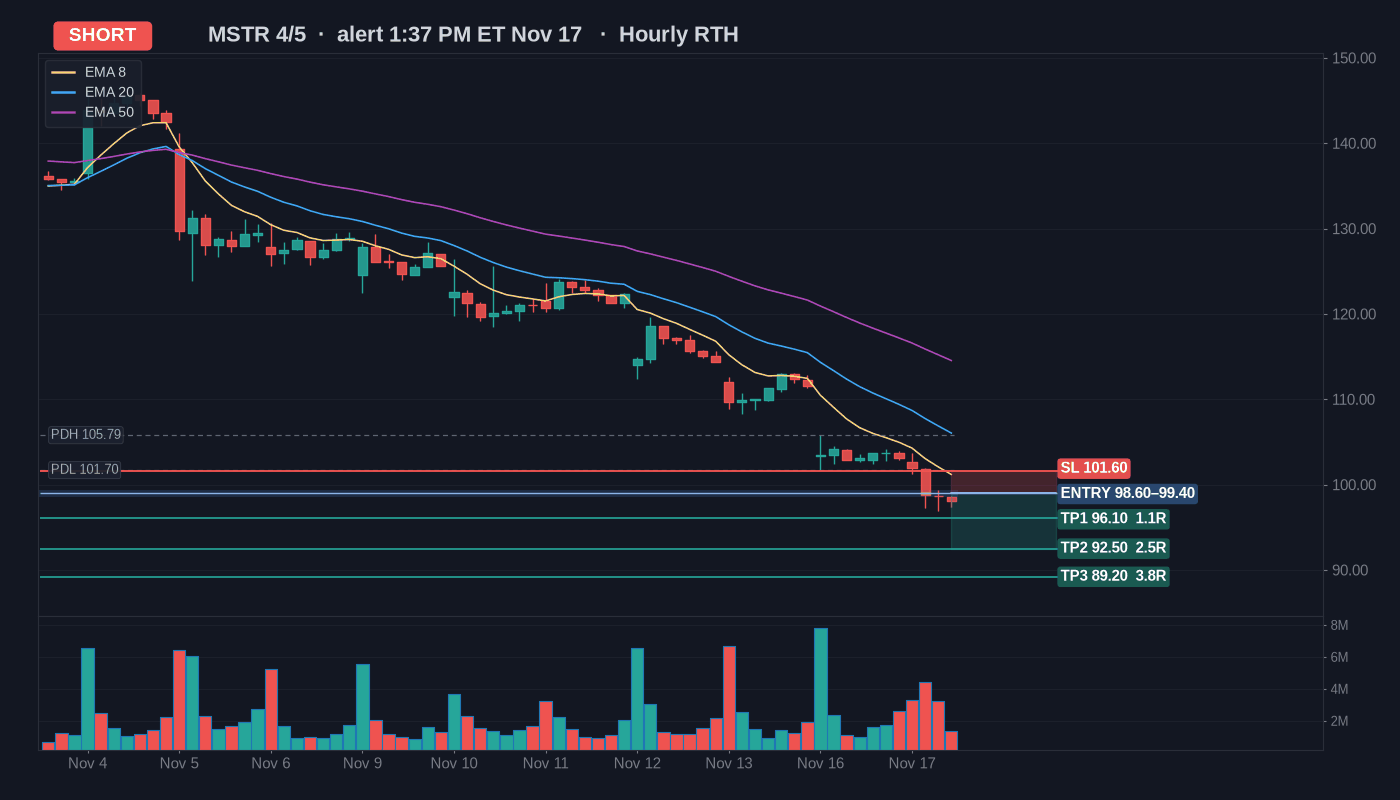 SHORT MSTR 4/5 · alert 1:37 PM ET Nov 17 · Hourly RTH
EMA 8
EMA 20
EMA 50
150.00
140.00
130.00
120.00
110.00
100.00
90.00
PDH 105.79
PDL 101.70
SL 101.60
ENTRY 98.60–99.40
TP1 96.10 1.1R
TP2 92.50 2.5R
TP3 89.20 3.8R
8M
6M
4M
2M
Nov 4 Nov 5 Nov 6 Nov 9 Nov 10 Nov 11 Nov 12 Nov 13 Nov 16 Nov 17